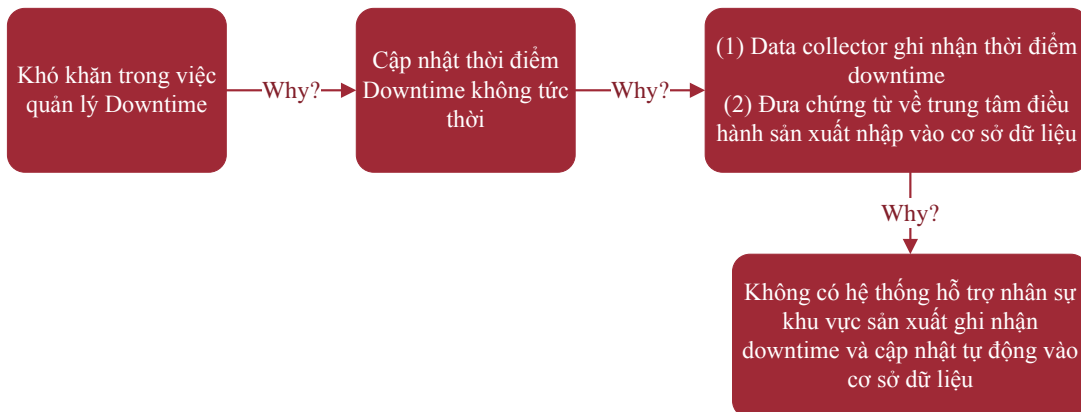 Khó khăn trong việc
quản lý Downtime
Why?
Cập nhật thời điểm
Downtime không tức
thời
Why?
(1) Data collector ghi nhận thời điểm
downtime
(2) Đưa chứng từ về trung tâm điều
hành sản xuất nhập vào cơ sở dữ liệu
Why?
Không có hệ thống hỗ trợ nhân sự
khu vực sản xuất ghi nhận
downtime và cập nhật tự động vào
cơ sở dữ liệu